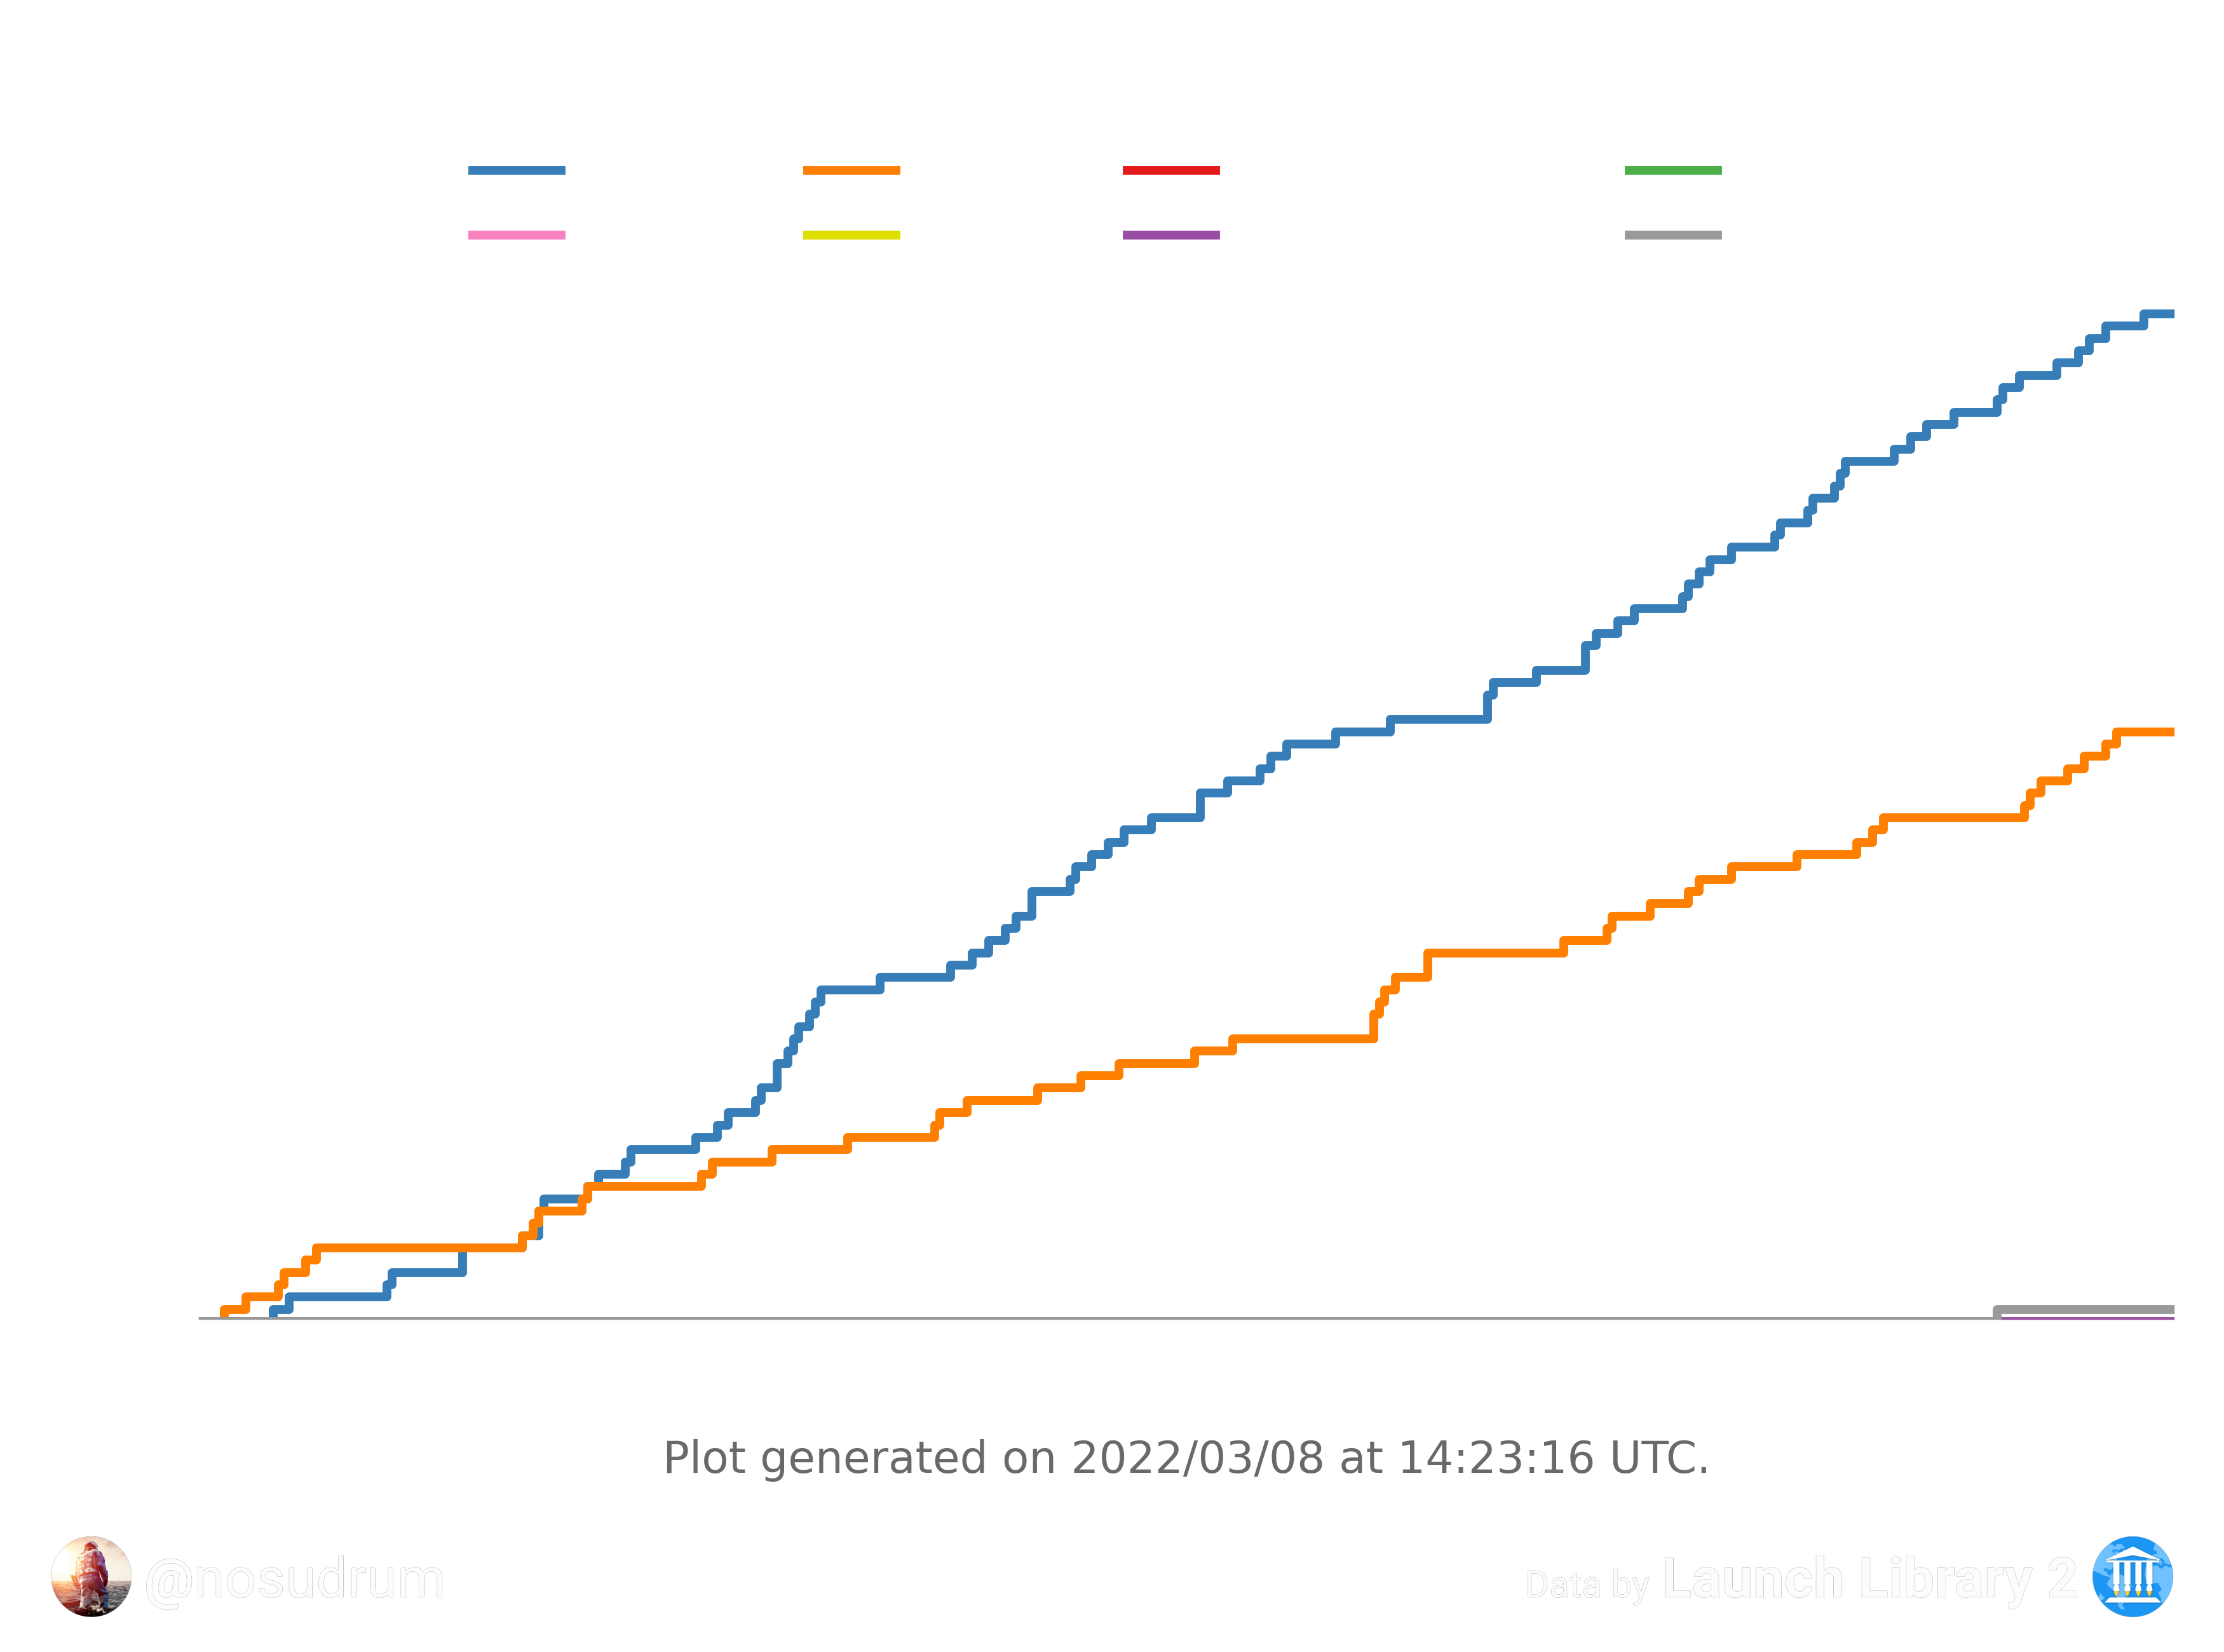 Plot generated on 2022/03/08 at 14:23:16 UTC.
@nosudrum
Data by Launch Library 2